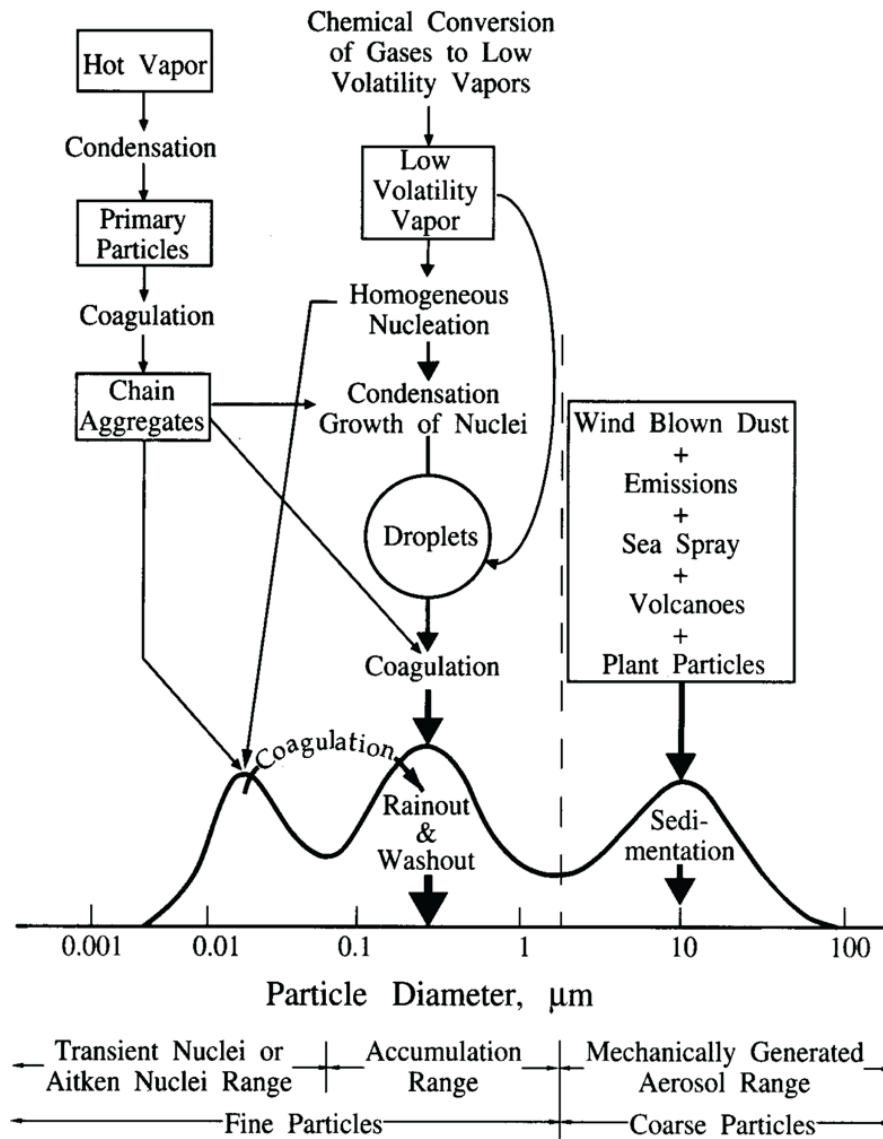 Hot Vapor
Condensation
Primary
Particles
Coagulation
Chain
Aggregates
Chemical Conversion
of Gases to Low
Volatility Vapors
Low
Volatility
Vapor
Homogeneous
Nucleation
Condensation
Growth of Nuclei
Droplets
Coagulation
Wind Blown Dust
+
Emissions
+
Sea Spray
+
Volcanoes
+
Plant Particles
Coagulation
Rainout
&
Washout
Sedi-
mentation
0.001 0.01 0.1 1 10 100
Particle Diameter, μm
Transient Nuclei or
Aitken Nuclei Range
Accumulation
Range
Mechanically Generated
Aerosol Range
Fine Particles
Coarse Particles